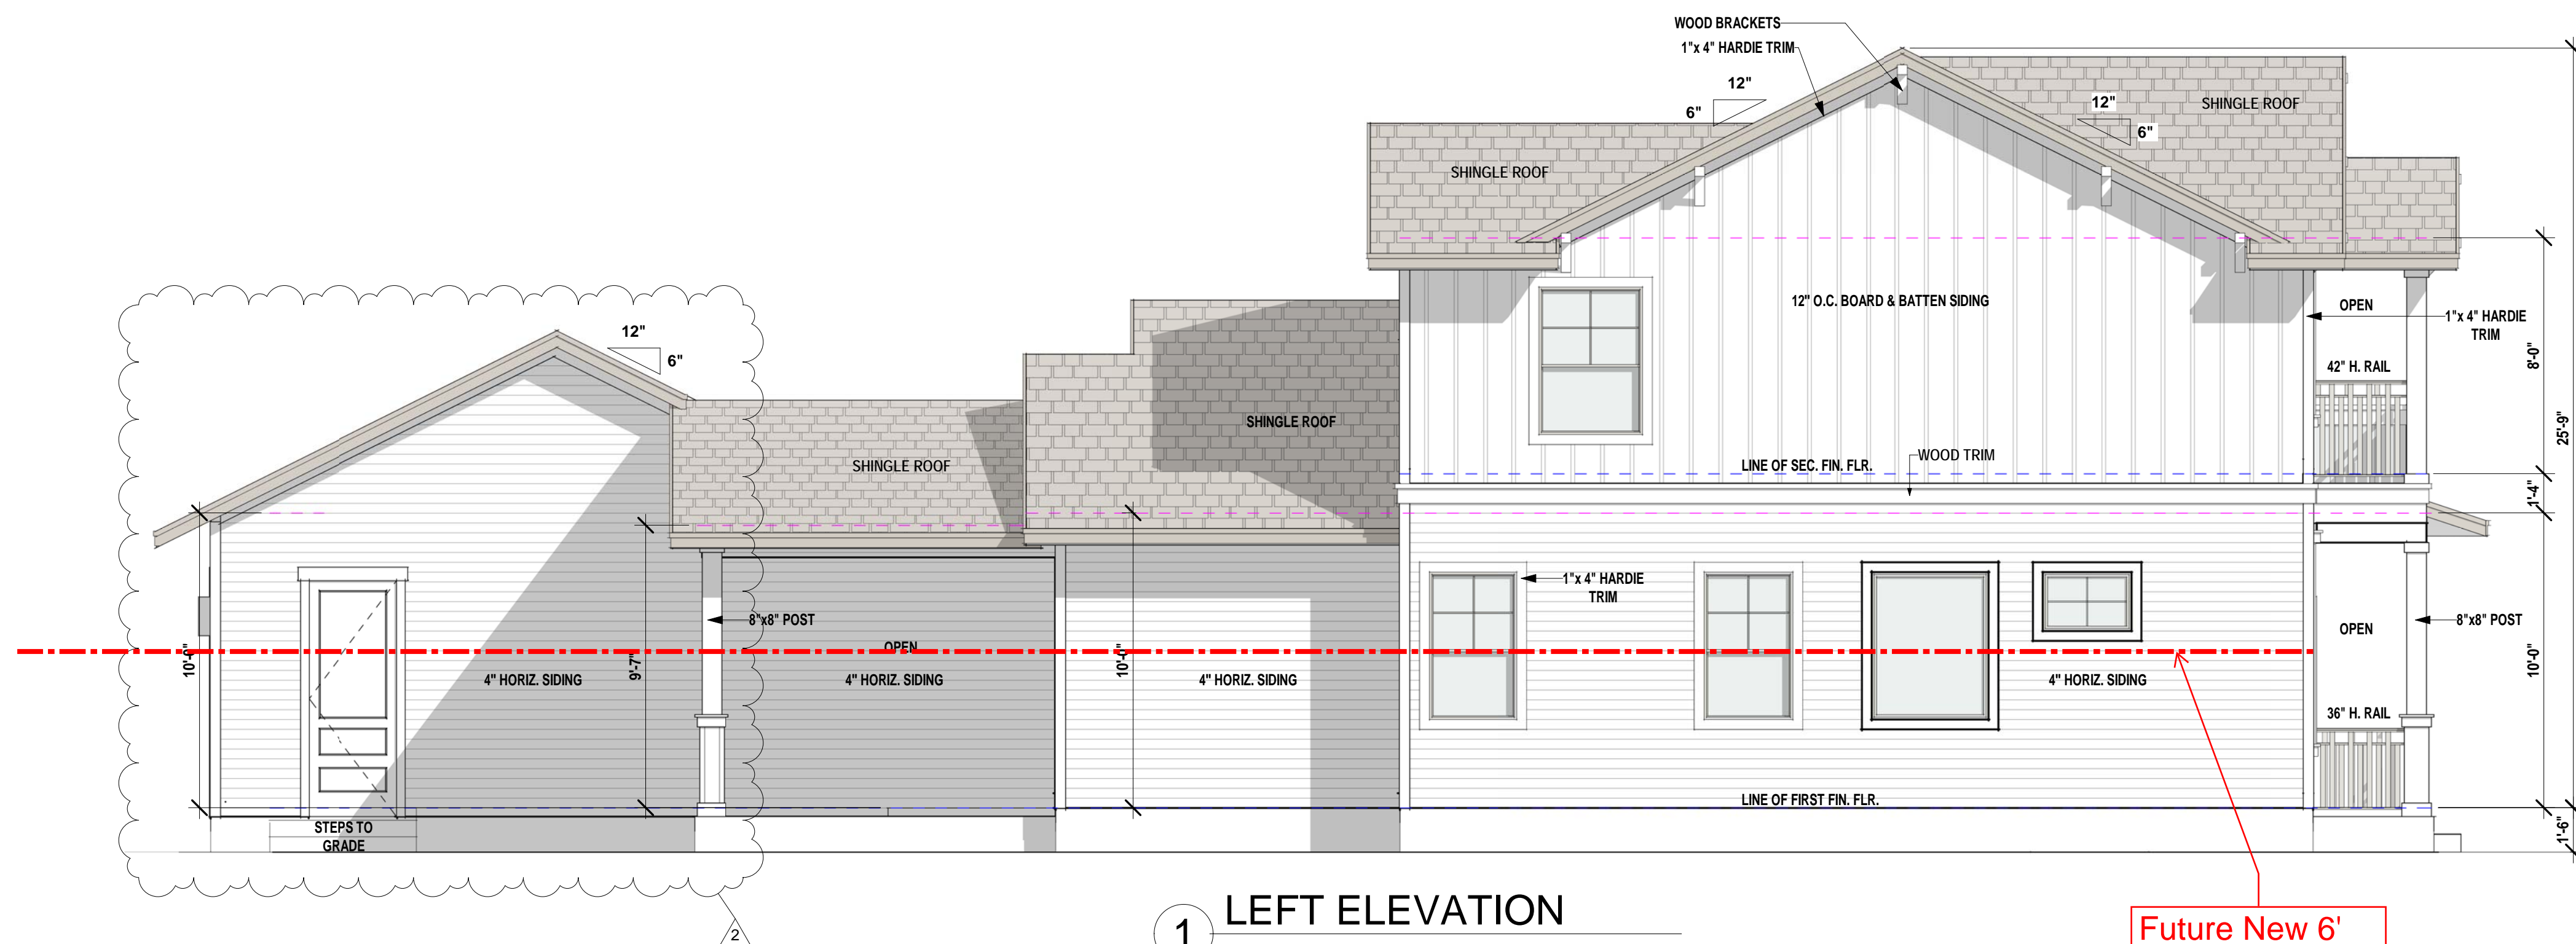 WOOD BRACKETS
1"x 4" HARDIE TRIM
12"
6"
12"
6"
SHINGLE ROOF
SHINGLE ROOF
12" O.C. BOARD & BATTEN SIDING
OPEN
1"x 4" HARDIE
TRIM
42" H. RAIL
8'-0"
25'-9"
12"
6"
SHINGLE ROOF
SHINGLE ROOF
LINE OF SEC. FIN. FLR.
WOOD TRIM
1'-4"
1"x 4" HARDIE
TRIM
8"x8" POST
OPEN
8"x8" POST
OPEN
10'-0"
9'-7"
10'-0"
10'-0"
4" HORIZ. SIDING
4" HORIZ. SIDING
4" HORIZ. SIDING
4" HORIZ. SIDING
36" H. RAIL
LINE OF FIRST FIN. FLR.
STEPS TO
GRADE
1'-6"
2
1
LEFT ELEVATION
Future New 6'